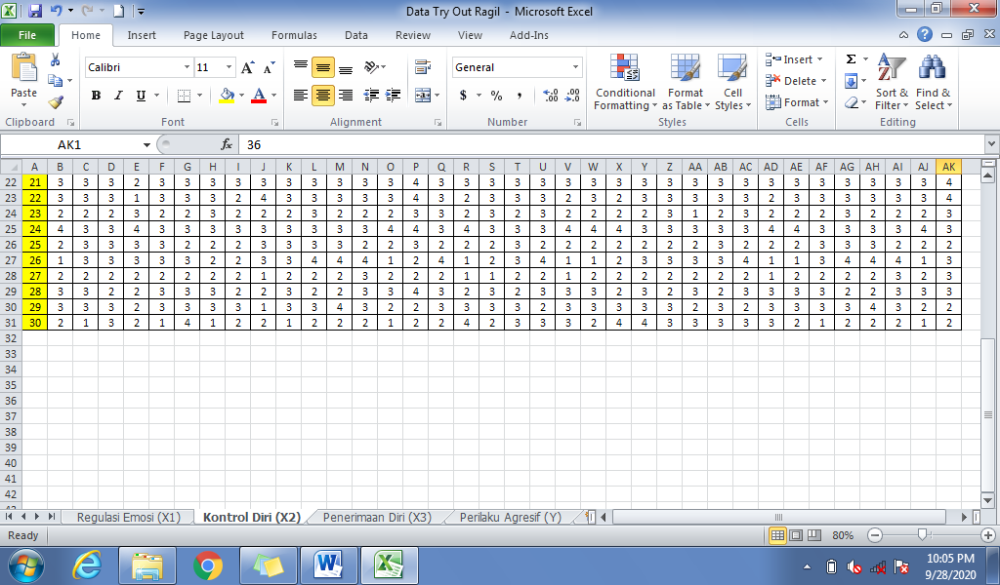 Data Try Out Ragil - Microsoft Excel
File Home Insert Page Layout Formulas Data Review View Add-Ins
Paste
Calibri 11
General
Conditional Formatting
Format as Table
Cell Styles
Insert
Delete
Format
Sort & Filter
Find & Select
Clipboard Font Alignment Number Styles Cells Editing
AK1 fx 36
A B C D E F G H I J K L M N O P Q R S T U V W X Y Z AA AB AC AD AE AF AG AH AI AJ AK
22 21 3 3 3 2 3 3 3 3 3 3 3 3 3 3 4 3 3 3 3 3 3 3 3 3 3 3 3 3 3 3 3 3 3 3 3 4
23 22 3 3 3 1 3 3 3 2 4 3 3 3 3 3 4 3 2 3 3 3 2 3 2 3 3 3 3 2 3 3 3 3 3 3 3 4
24 23 2 2 2 3 2 2 3 2 2 2 3 2 2 2 3 3 2 3 2 2 3 2 2 2 3 1 2 3 2 2 2 3 2 2 2 3
25 24 4 3 3 4 3 3 3 3 3 3 3 3 3 4 4 3 4 3 3 3 4 4 4 3 3 3 3 3 4 4 3 3 3 3 4 3
26 25 2 3 3 3 3 2 2 2 3 3 3 3 2 2 3 2 2 2 3 2 2 2 2 2 2 2 3 2 2 2 3 3 3 2 2 2
27 26 1 3 3 3 3 3 2 2 3 3 4 4 4 1 2 4 1 2 3 4 1 1 2 3 3 3 3 4 1 1 3 4 4 4 1 3
28 27 2 2 2 2 2 2 2 2 1 2 2 2 3 2 2 2 1 1 2 2 1 2 2 2 2 2 2 2 1 2 2 2 2 3 2 3
29 28 3 3 2 2 3 3 3 2 2 3 2 2 3 3 4 3 2 3 2 3 3 3 2 3 2 3 2 3 3 3 3 2 2 3 3 3
30 29 3 3 3 2 3 3 3 3 1 3 3 4 3 2 2 3 3 3 3 2 3 3 3 3 3 2 3 2 3 3 3 3 4 3 2 2
31 30 2 1 3 2 1 4 1 2 2 1 2 2 2 1 2 2 4 2 3 3 3 2 4 4 3 3 3 3 3 2 1 2 2 2 1 2
32
33
34
35
36
37
38
39
40
41
42
Regulasi Emosi (X1) Kontrol Diri (X2) Penerimaan Diri (X3) Perilaku Agresif (Y)
Ready 80%
10:05 PM
9/28/2020